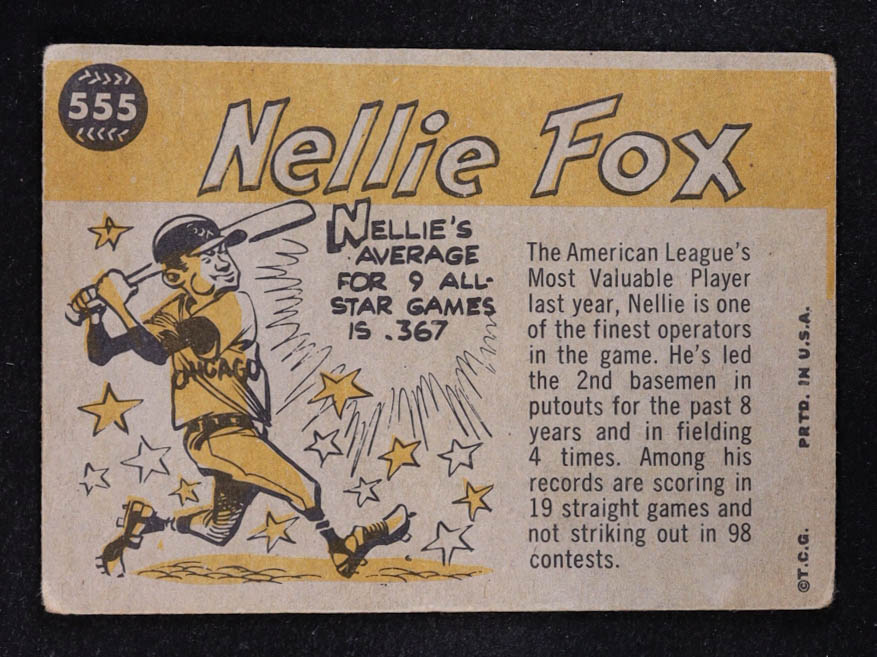 555
Nellie Fox
NELLIE'S
AVERAGE
FOR 9 ALL-
STAR GAMES
IS .367
CHICAGO
The American League's
Most Valuable Player
last year, Nellie is one
of the finest operators
in the game. He's led
the 2nd basemen in
putouts for the past 8
years and in fielding
4 times. Among his
records are scoring in
19 straight games and
not striking out in 98
contests.
©T.C.G.
PRTD. IN U.S.A.